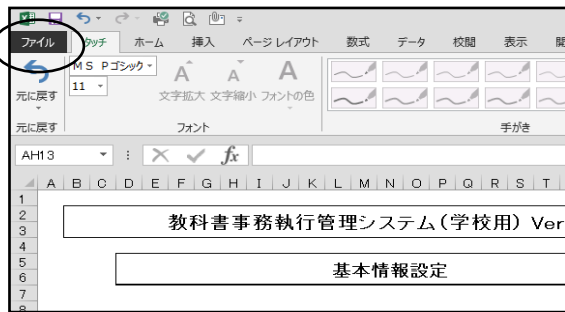 ファイル タッチ ホーム 挿入 ページ レイアウト 数式 データ 校閲 表示
MS Pゴシック
11
元に戻す 文字拡大 文字縮小 フォントの色
元に戻す フォント 手がき
AH13 fx
A B C D E F G H I J K L M N O P Q R S T
1
2
教科書事務執行管理システム(学校用) Ver
3
4
5
基本情報設定
6
7
8